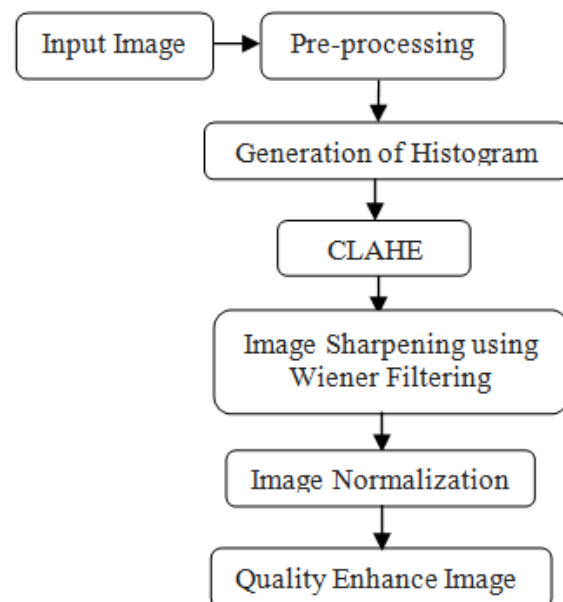 Input Image
Pre-processing
Generation of Histogram
CLAHE
Image Sharpening using
Wiener Filtering
Image Normalization
Quality Enhance Image